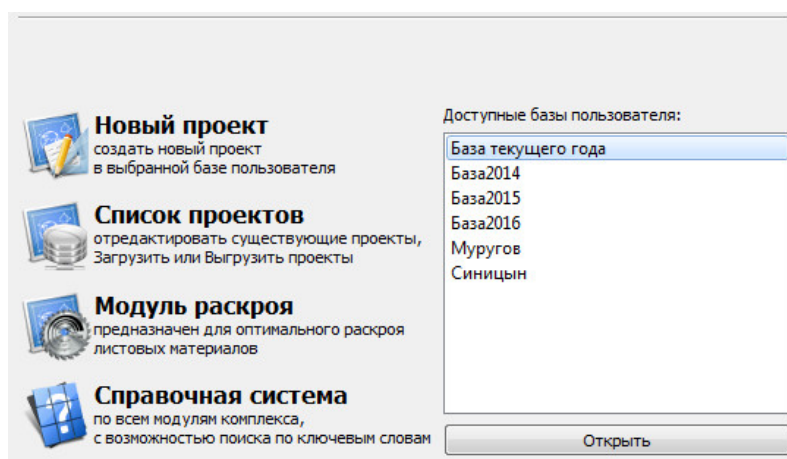 Новый проект
создать новый проект
в выбранной базе пользователя
Список проектов
отредактировать существующие проекты,
Загрузить или Выгрузить проекты
Модуль раскроя
предназначен для оптимального раскроя
листовых материалов
Справочная система
по всем модулям комплекса,
с возможностью поиска по ключевым словам
Доступные базы пользователя:
База текущего года
База2014
База2015
База2016
Муругов
Синицын
Открыть